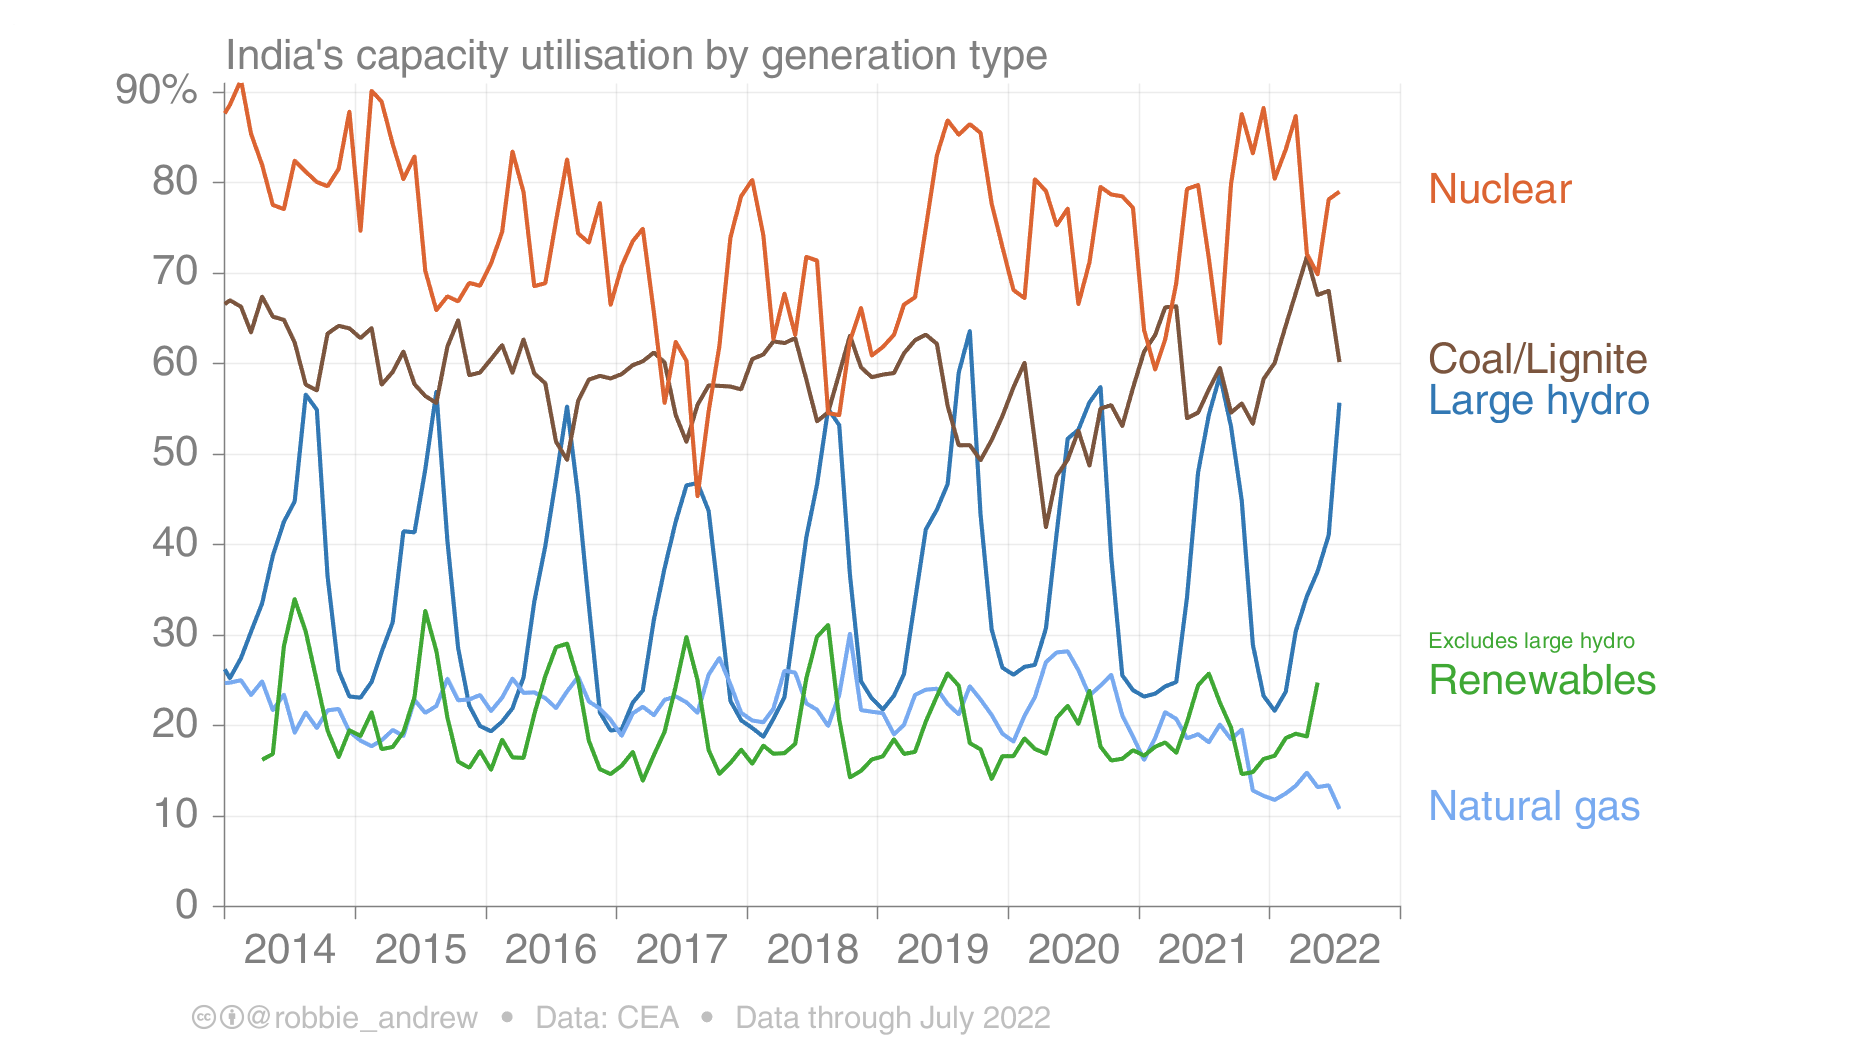 India's capacity utilisation by generation type
90%
80
70
60
50
40
30
20
10
0
2014 2015 2016 2017 2018 2019 2020 2021 2022
Nuclear
Coal/Lignite
Large hydro
Excludes large hydro
Renewables
Natural gas
cc @robbie_andrew • Data: CEA • Data through July 2022